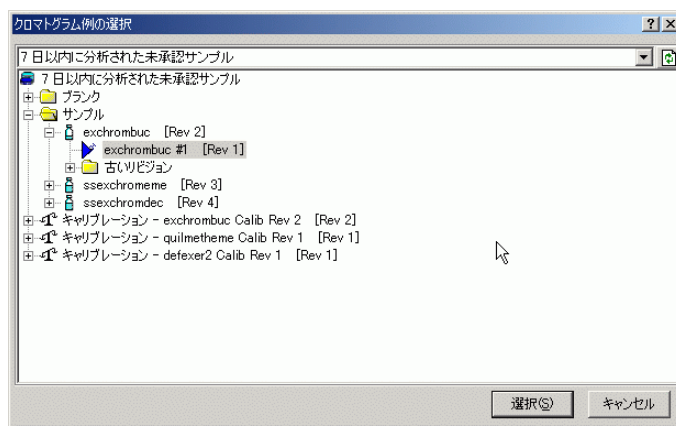 クロマトグラム例の選択
7 日以内に分析された未承認サンプル
7 日以内に分析された未承認サンプル
ブランク
サンプル
exchrombuc [Rev 2]
exchrombuc #1 [Rev 1]
古いリビジョン
ssexchromeme [Rev 3]
ssexchromdec [Rev 4]
キャリブレーション - exchrombuc Calib Rev 2 [Rev 2]
キャリブレーション - quilmetheme Calib Rev 1 [Rev 1]
キャリブレーション - defexer2 Calib Rev 1 [Rev 1]
選択(S) キャンセル